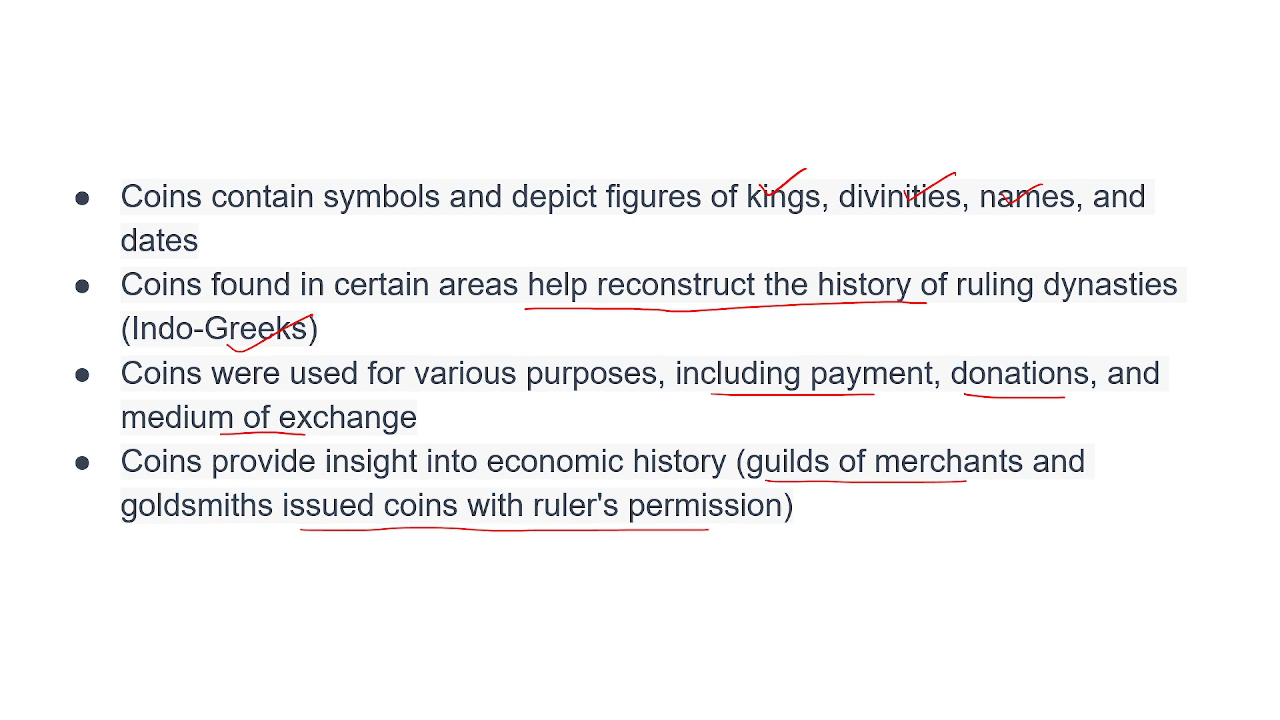 ● Coins contain symbols and depict figures of kings, divinities, names, and
dates
● Coins found in certain areas help reconstruct the history of ruling dynasties
(Indo-Greeks)
● Coins were used for various purposes, including payment, donations, and
medium of exchange
● Coins provide insight into economic history (guilds of merchants and
goldsmiths issued coins with ruler's permission)